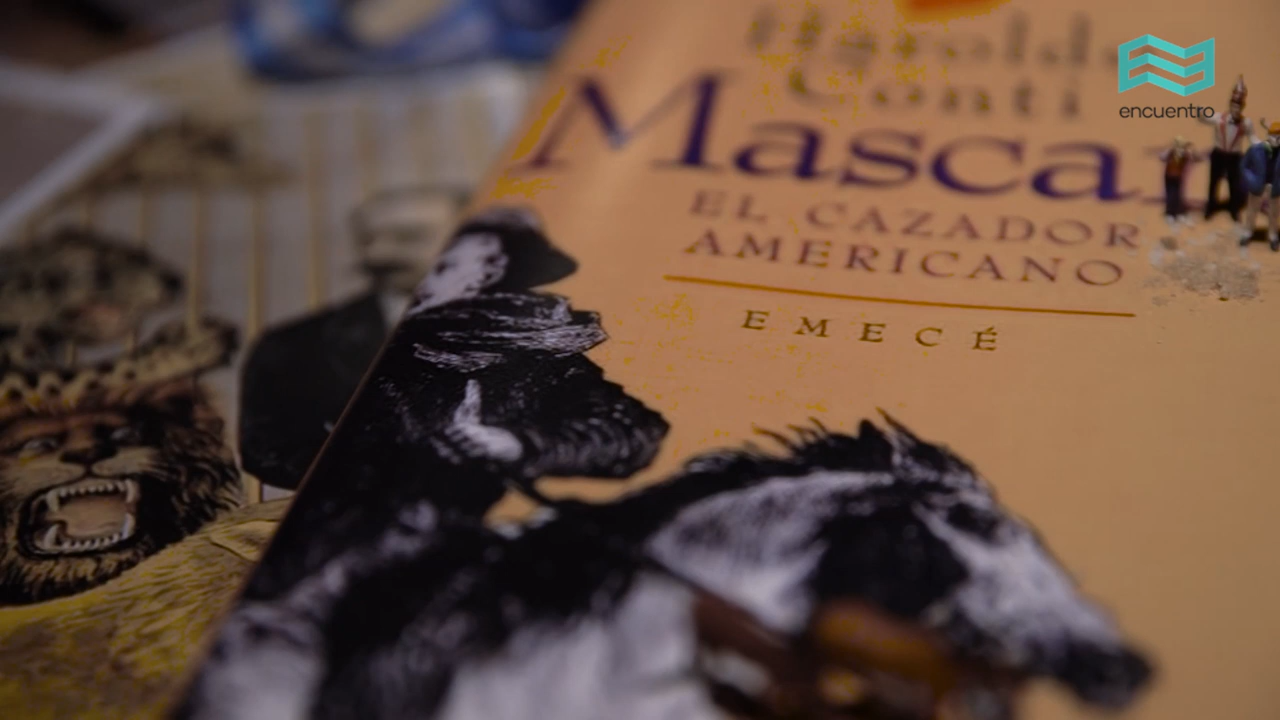 Haroldo
Conti
Mascar
EL CAZADOR
AMERICANO
EMECÉ
encuentro